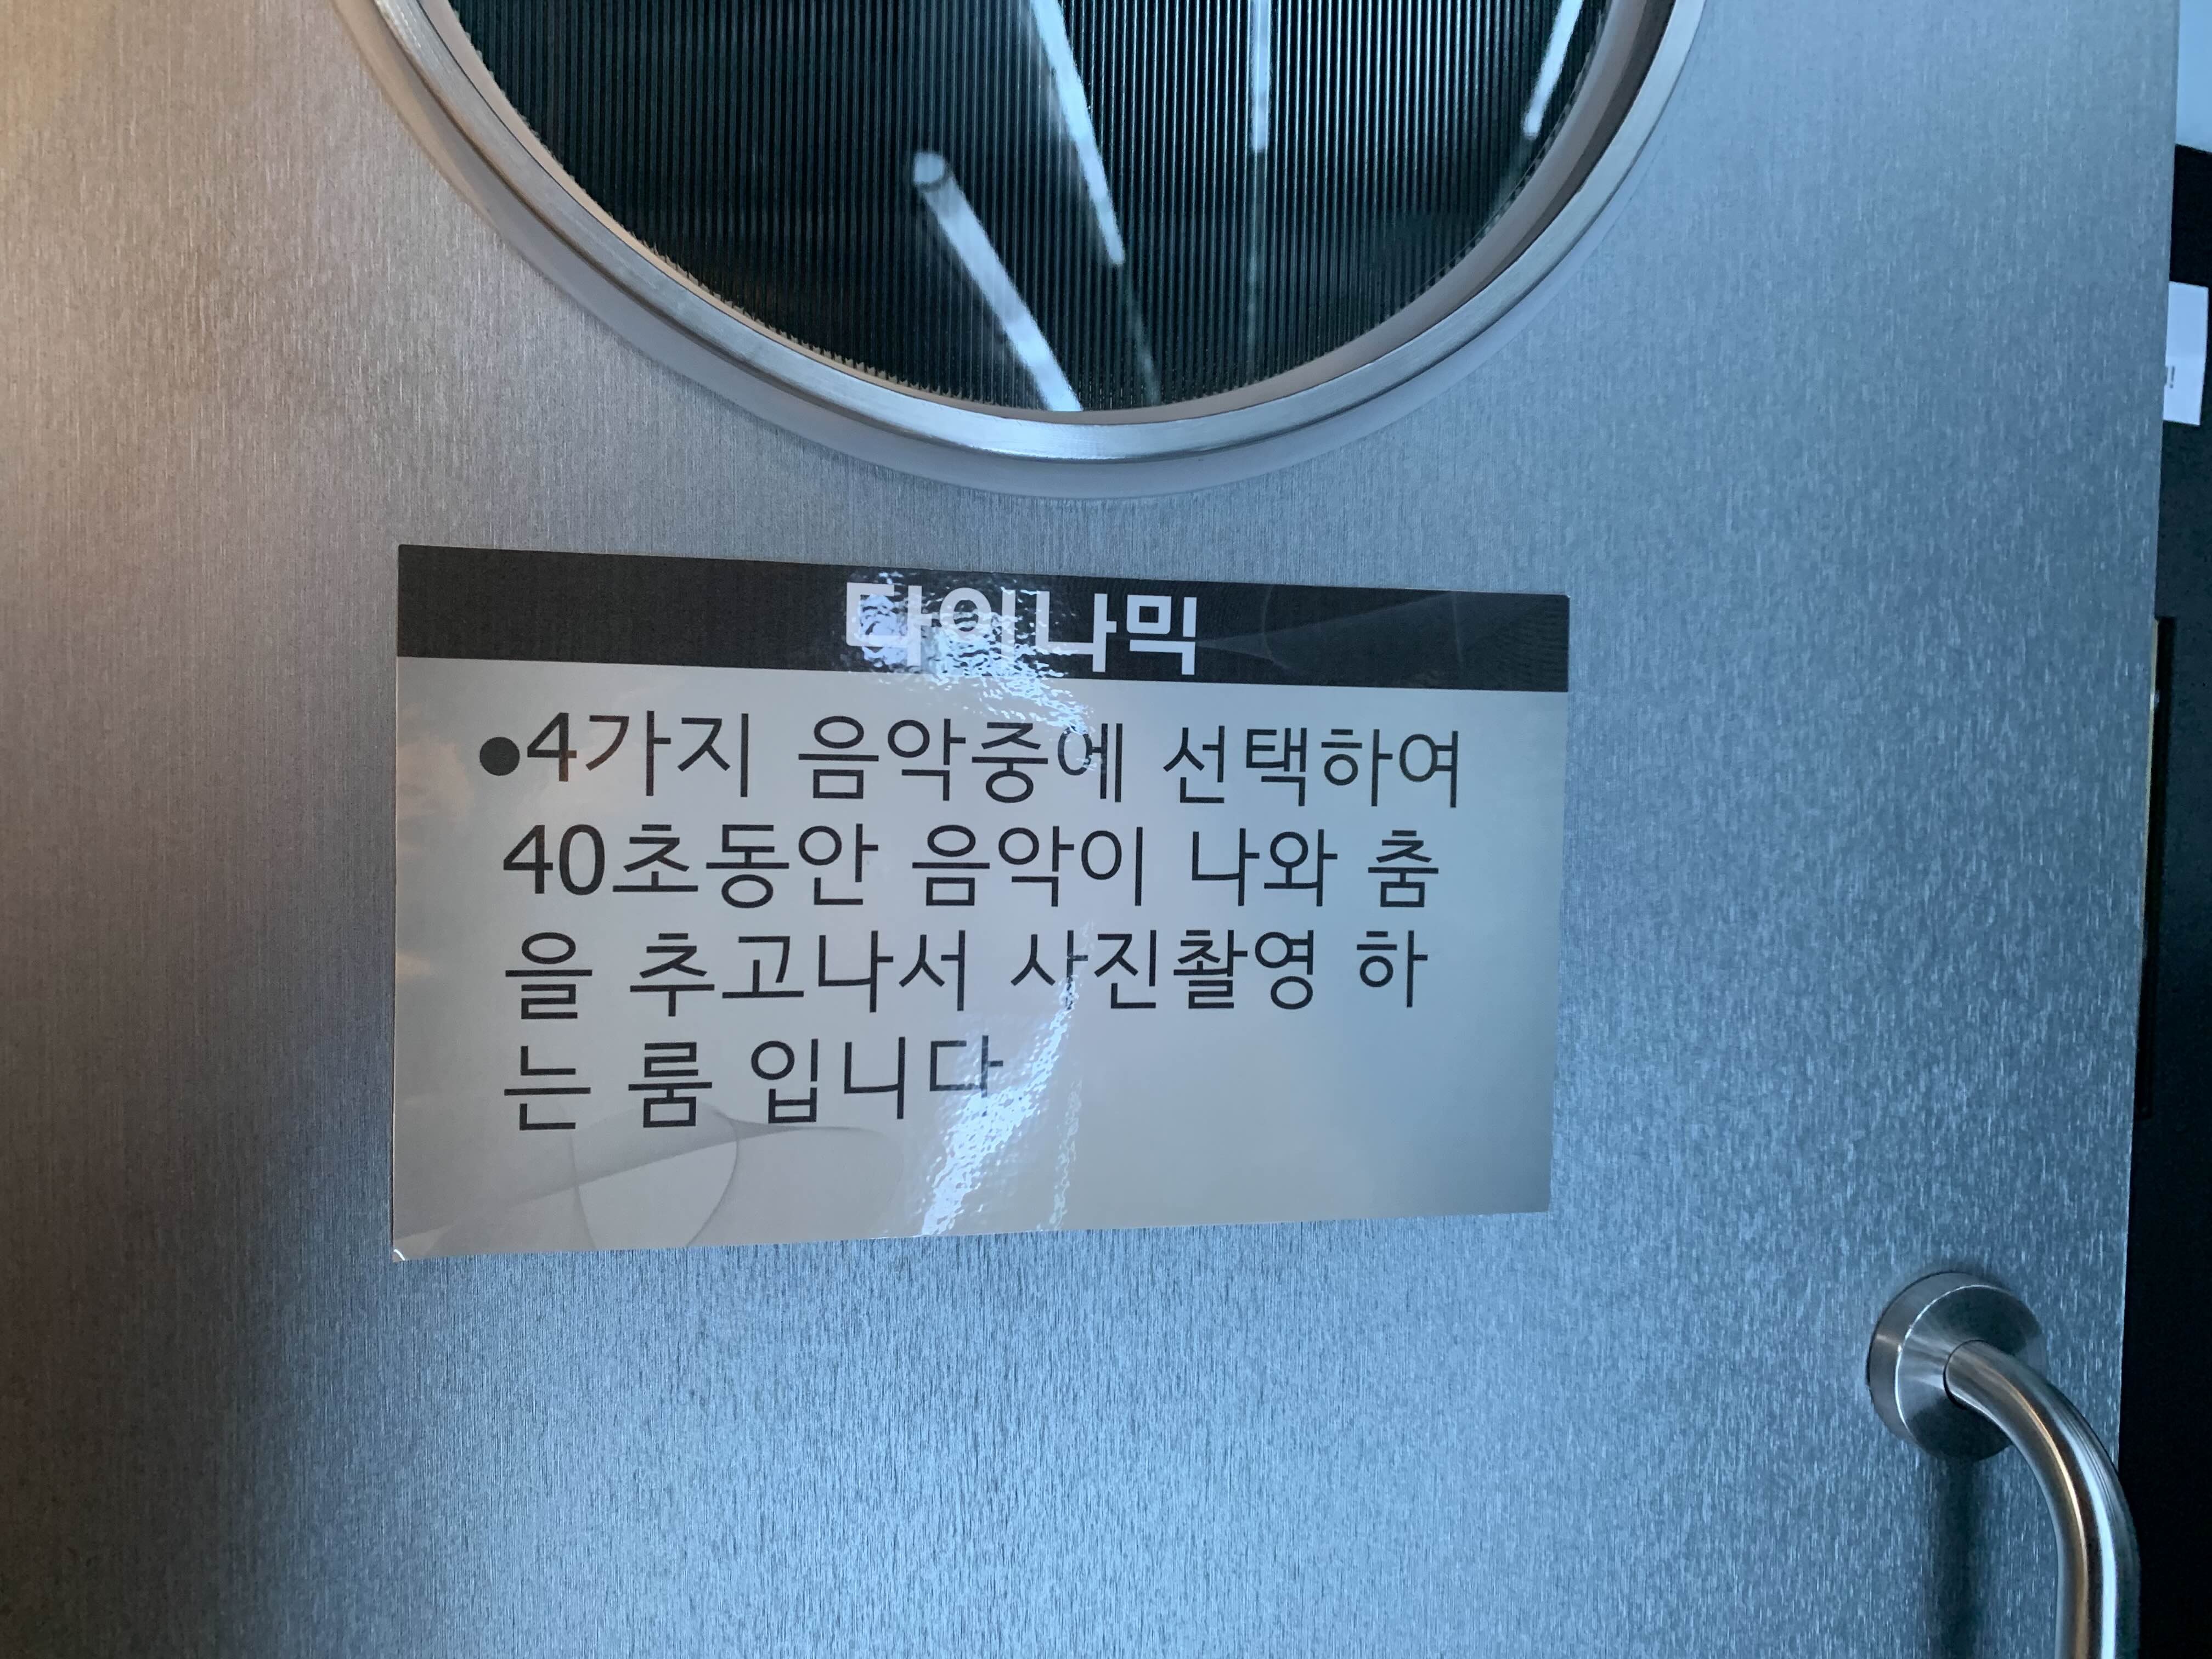 다이나믹
●4가지 음악중에 선택하여
40초동안 음악이 나와 춤
을 추고나서 사진촬영 하
는 룸 입니다